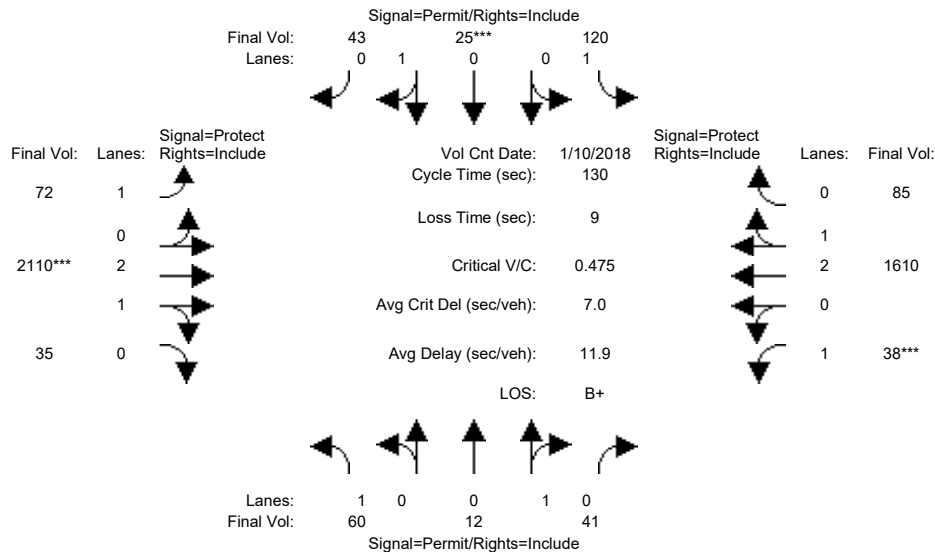 Signal=Permit/Rights=Include
Final Vol: 43 25*** 120
Lanes: 0 1 0 0 1
Signal=Protect Signal=Protect
Final Vol: Lanes: Rights=Include Vol Cnt Date: 1/10/2018 Rights=Include Lanes: Final Vol:
Cycle Time (sec): 130
72 1 0 85
Loss Time (sec): 9
0 1
2110*** 2 Critical V/C: 0.475 2 1610
1 Avg Crit Del (sec/veh): 7.0 0
35 0 Avg Delay (sec/veh): 11.9 1 38***
LOS: B+
Lanes: 1 0 0 1 0
Final Vol: 60 12 41
Signal=Permit/Rights=Include